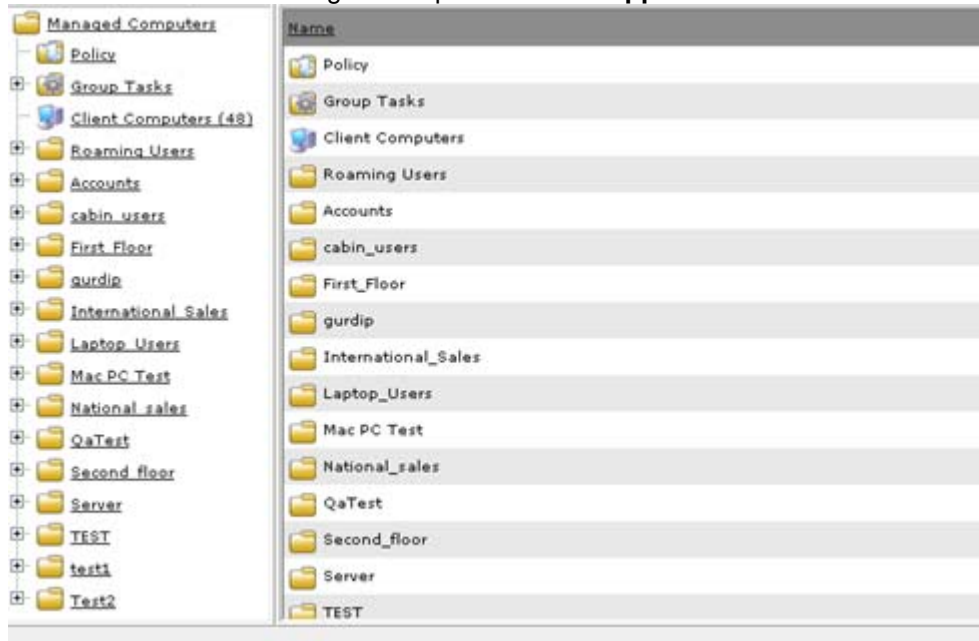 Managed Computers
Policy
Group Tasks
Client Computers (48)
Roaming Users
Accounts
cabin_users
First_Floor
gurdip
International_Sales
Laptop_Users
Mac PC Test
National_sales
QaTest
Second_floor
Server
TEST
test1
Test2
Name
Policy
Group Tasks
Client Computers
Roaming Users
Accounts
cabin_users
First_Floor
gurdip
International_Sales
Laptop_Users
Mac PC Test
National_sales
QaTest
Second_floor
Server
TEST